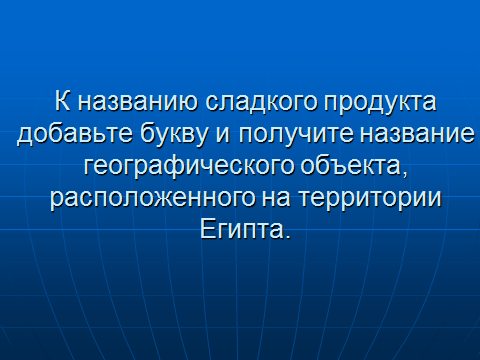 К названию сладкого продукта
добавьте букву и получите название
географического объекта,
расположенного на территории
Египта.